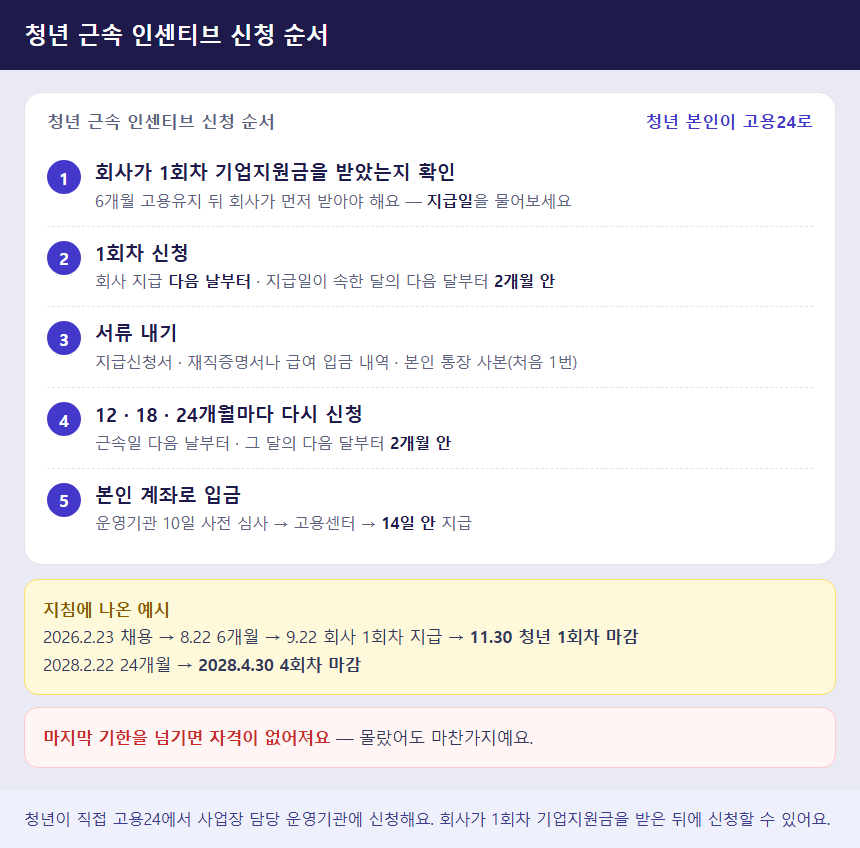 청년 근속 인센티브 신청 순서
청년 근속 인센티브 신청 순서
청년 본인이 고용24로
1
회사가 1회차 기업지원금을 받았는지 확인
6개월 고용유지 뒤 회사가 먼저 받아야 해요 — 지급일을 물어보세요
2
1회차 신청
회사 지급 다음 날부터 · 지급일이 속한 달의 다음 달부터 2개월 안
3
서류 내기
지급신청서 · 재직증명서나 급여 입금 내역 · 본인 통장 사본(처음 1번)
4
12 · 18 · 24개월마다 다시 신청
근속일 다음 날부터 · 그 달의 다음 달부터 2개월 안
5
본인 계좌로 입금
운영기관 10일 사전 심사 → 고용센터 → 14일 안 지급
지침에 나온 예시
2026.2.23 채용 → 8.22 6개월 → 9.22 회사 1회차 지급 → 11.30 청년 1회차 마감
2028.2.22 24개월 → 2028.4.30 4회차 마감
마지막 기한을 넘기면 자격이 없어져요 — 몰랐어도 마찬가지예요.
청년이 직접 고용24에서 사업장 담당 운영기관에 신청해요. 회사가 1회차 기업지원금을 받은 뒤에 신청할 수 있어요.